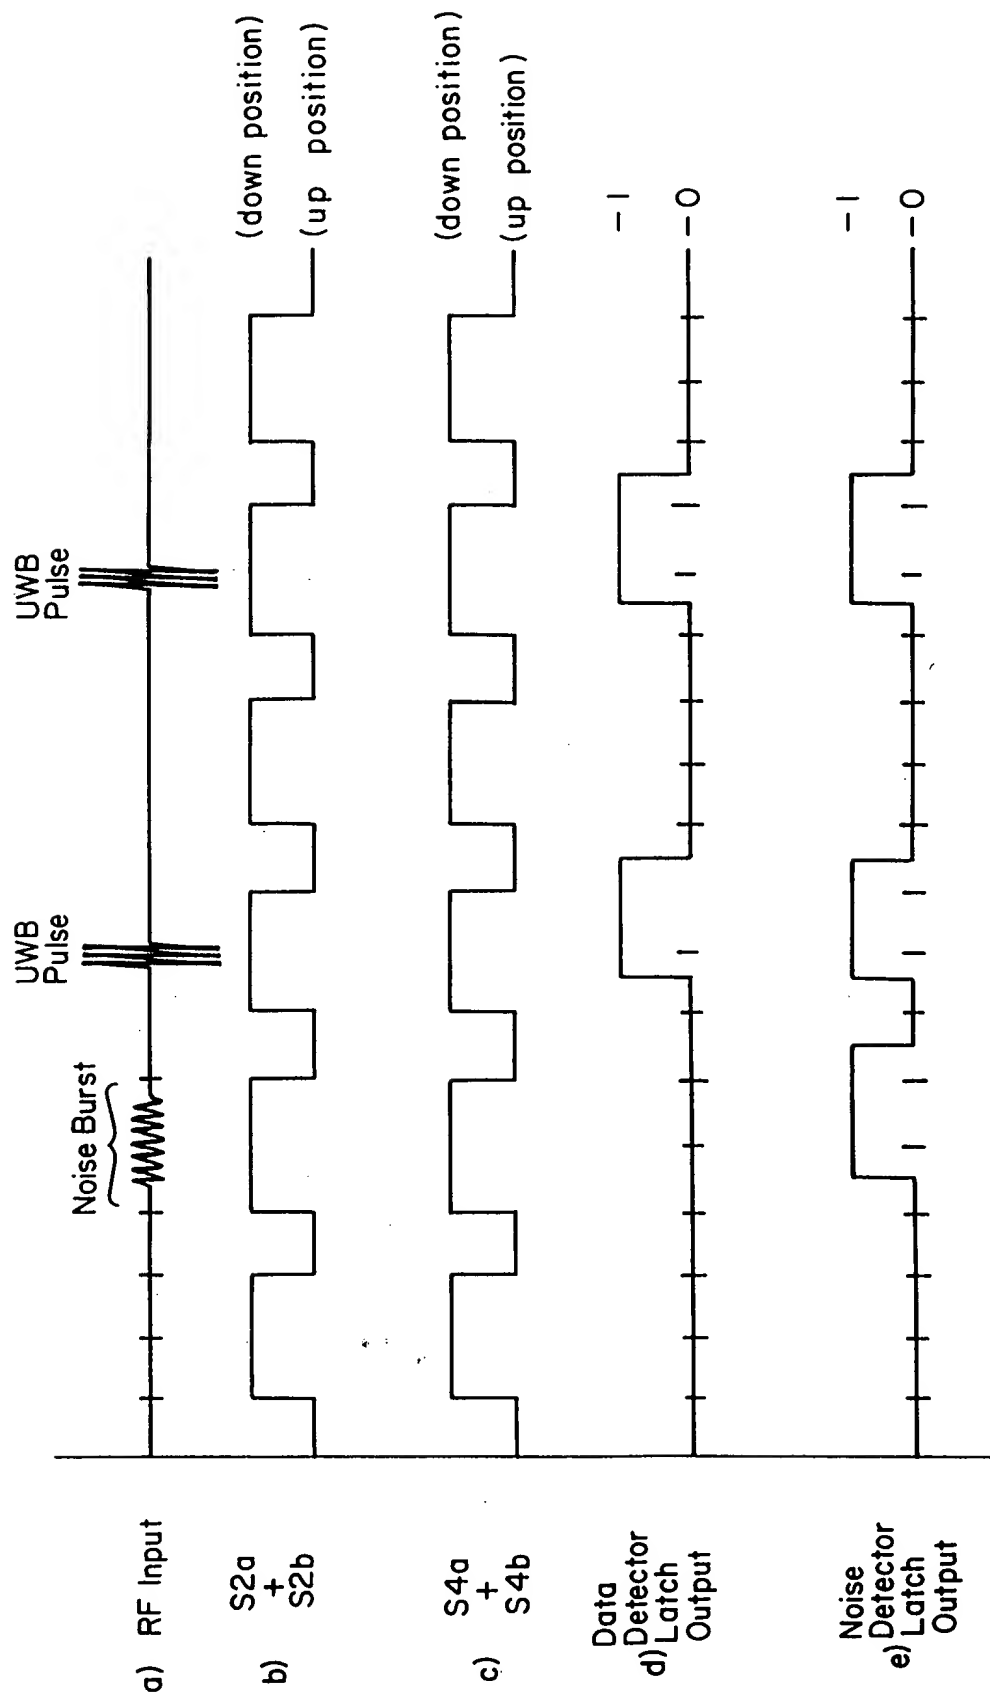 UWB
Pulse
UWB
Pulse
Noise Burst
a) RF Input
b) S2a
+
S2b
(down position)
(up position)
c) S4a
+
S4b
(down position)
(up position)
Data
Detector
d) Latch
Output
-1
-0
Noise
Detector
e) Latch
Output
-1
-0